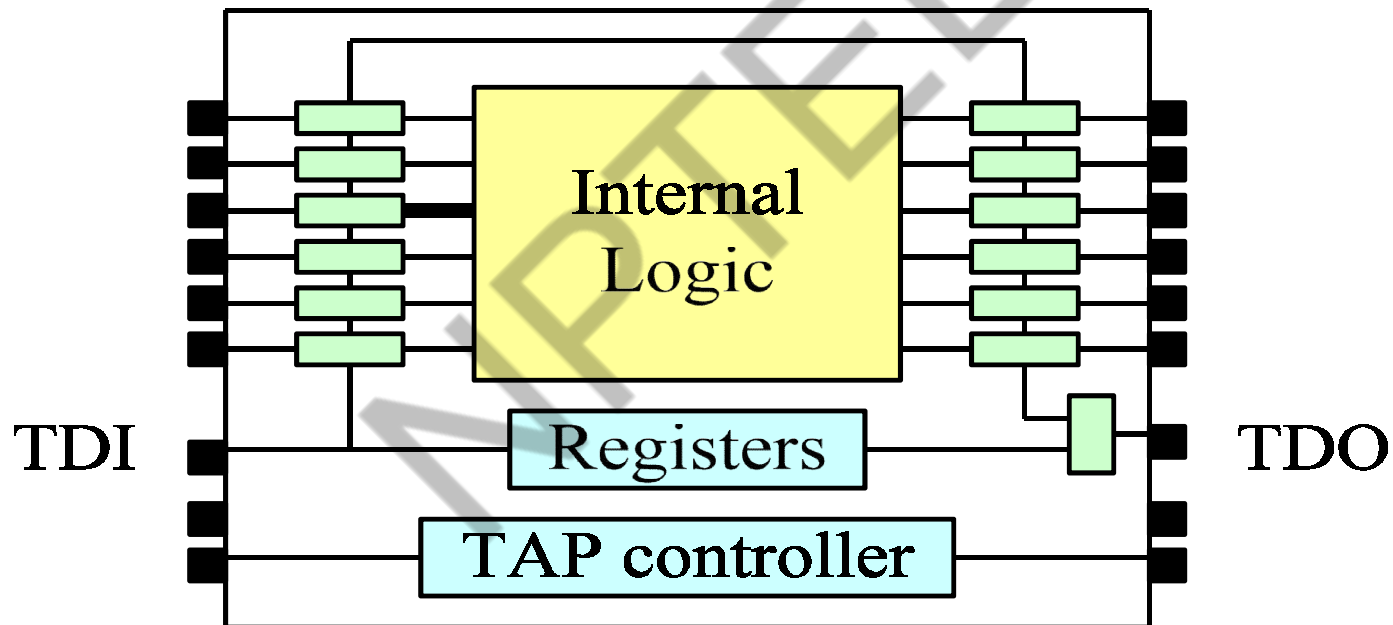 NPTEL
Internal
Logic
TDI
Registers
TDO
TAP controller